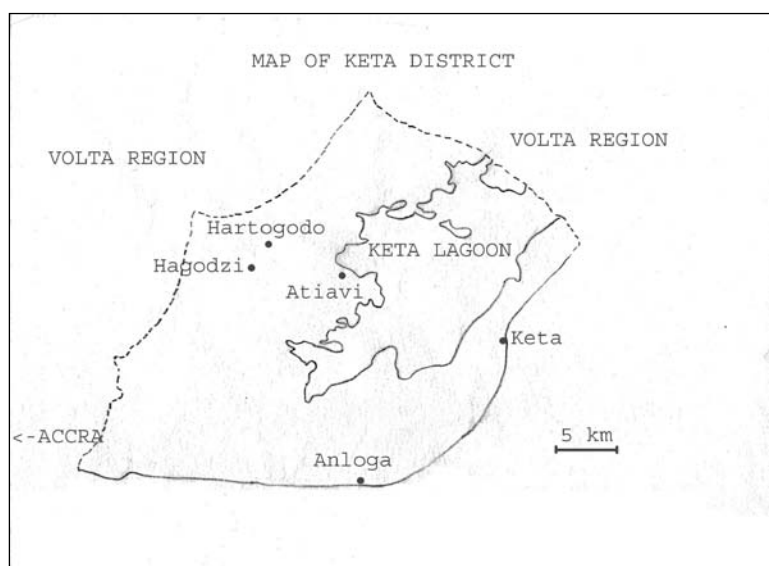 MAP OF KETA DISTRICT
VOLTA REGION
VOLTA REGION
Hartogodo
KETA LAGOON
Hagodzi
Atiavi
Keta
<-ACCRA
5 km
Anloga